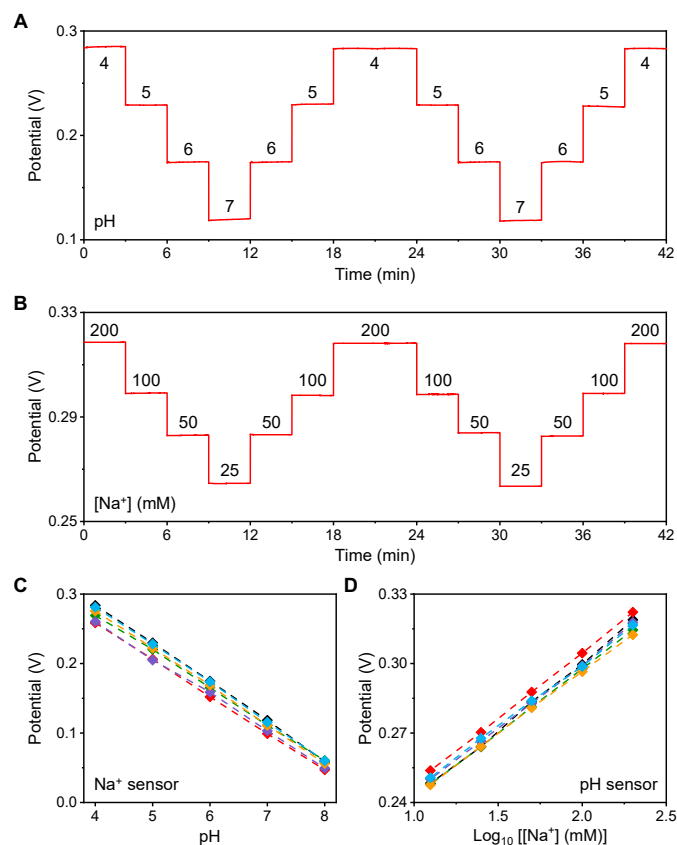 A
0.3
0.2
0.1
Potential (V)
4 5 6 7 6 5 4 5 6 7 6 5 4
pH
0 6 12 18 24 30 36 42
Time (min)
B
0.33
0.29
0.25
Potential (V)
200 100 50 25 50 100 200 100 50 25 50 100 200
[Na⁺] (mM)
0 6 12 18 24 30 36 42
Time (min)
C
0.3
0.2
0.1
0.0
Potential (V)
Na⁺ sensor
4 5 6 7 8
pH
D
0.33
0.30
0.27
0.24
Potential (V)
pH sensor
1.0 1.5 2.0 2.5
Log₁₀ [[Na⁺] (mM)]